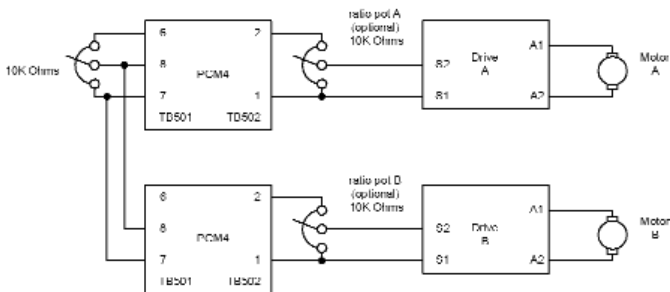 ratio pot A
(optional)
10K Ohms
10K Ohms
6
8
7
2
1
PCM4
TB501
TB502
S2
S1
Drive
A
A1
A2
Motor
A
ratio pot B
(optional)
10K Ohms
6
8
7
2
1
PCM4
TB501
TB502
S2
S1
Drive
B
A1
A2
Motor
B